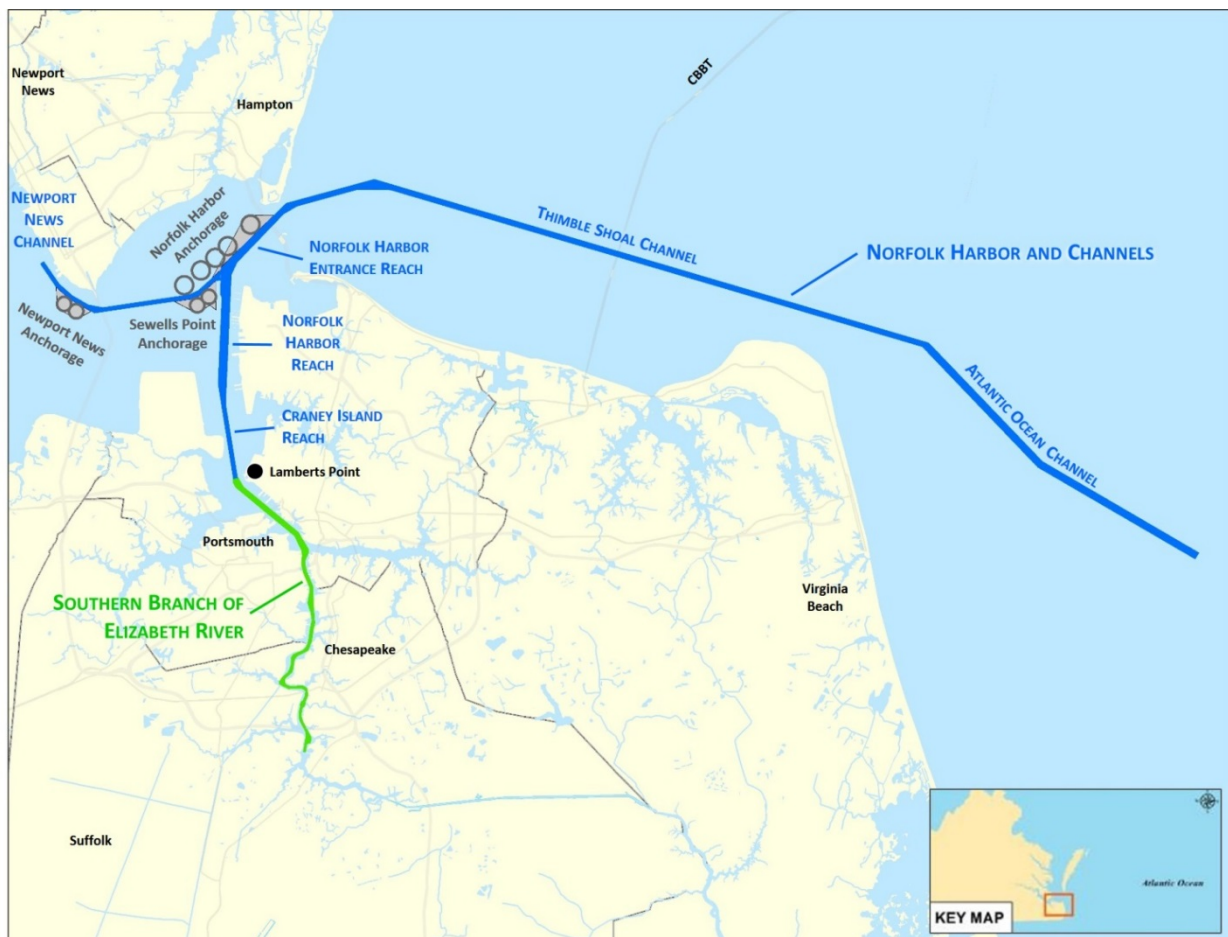 Newport
News
Hampton
CBBT
NEWPORT
NEWS
CHANNEL
Norfolk Harbor
Anchorage
THIMBLE SHOAL CHANNEL
NORFOLK HARBOR AND CHANNELS
NORFOLK HARBOR
ENTRANCE REACH
Newport News
Anchorage
Sewells Point
Anchorage
NORFOLK
HARBOR
REACH
ATLANTIC OCEAN CHANNEL
CRANEY ISLAND
REACH
Lamberts Point
Portsmouth
Virginia
Beach
SOUTHERN BRANCH OF
ELIZABETH RIVER
Chesapeake
Suffolk
Atlantic Ocean
KEY MAP